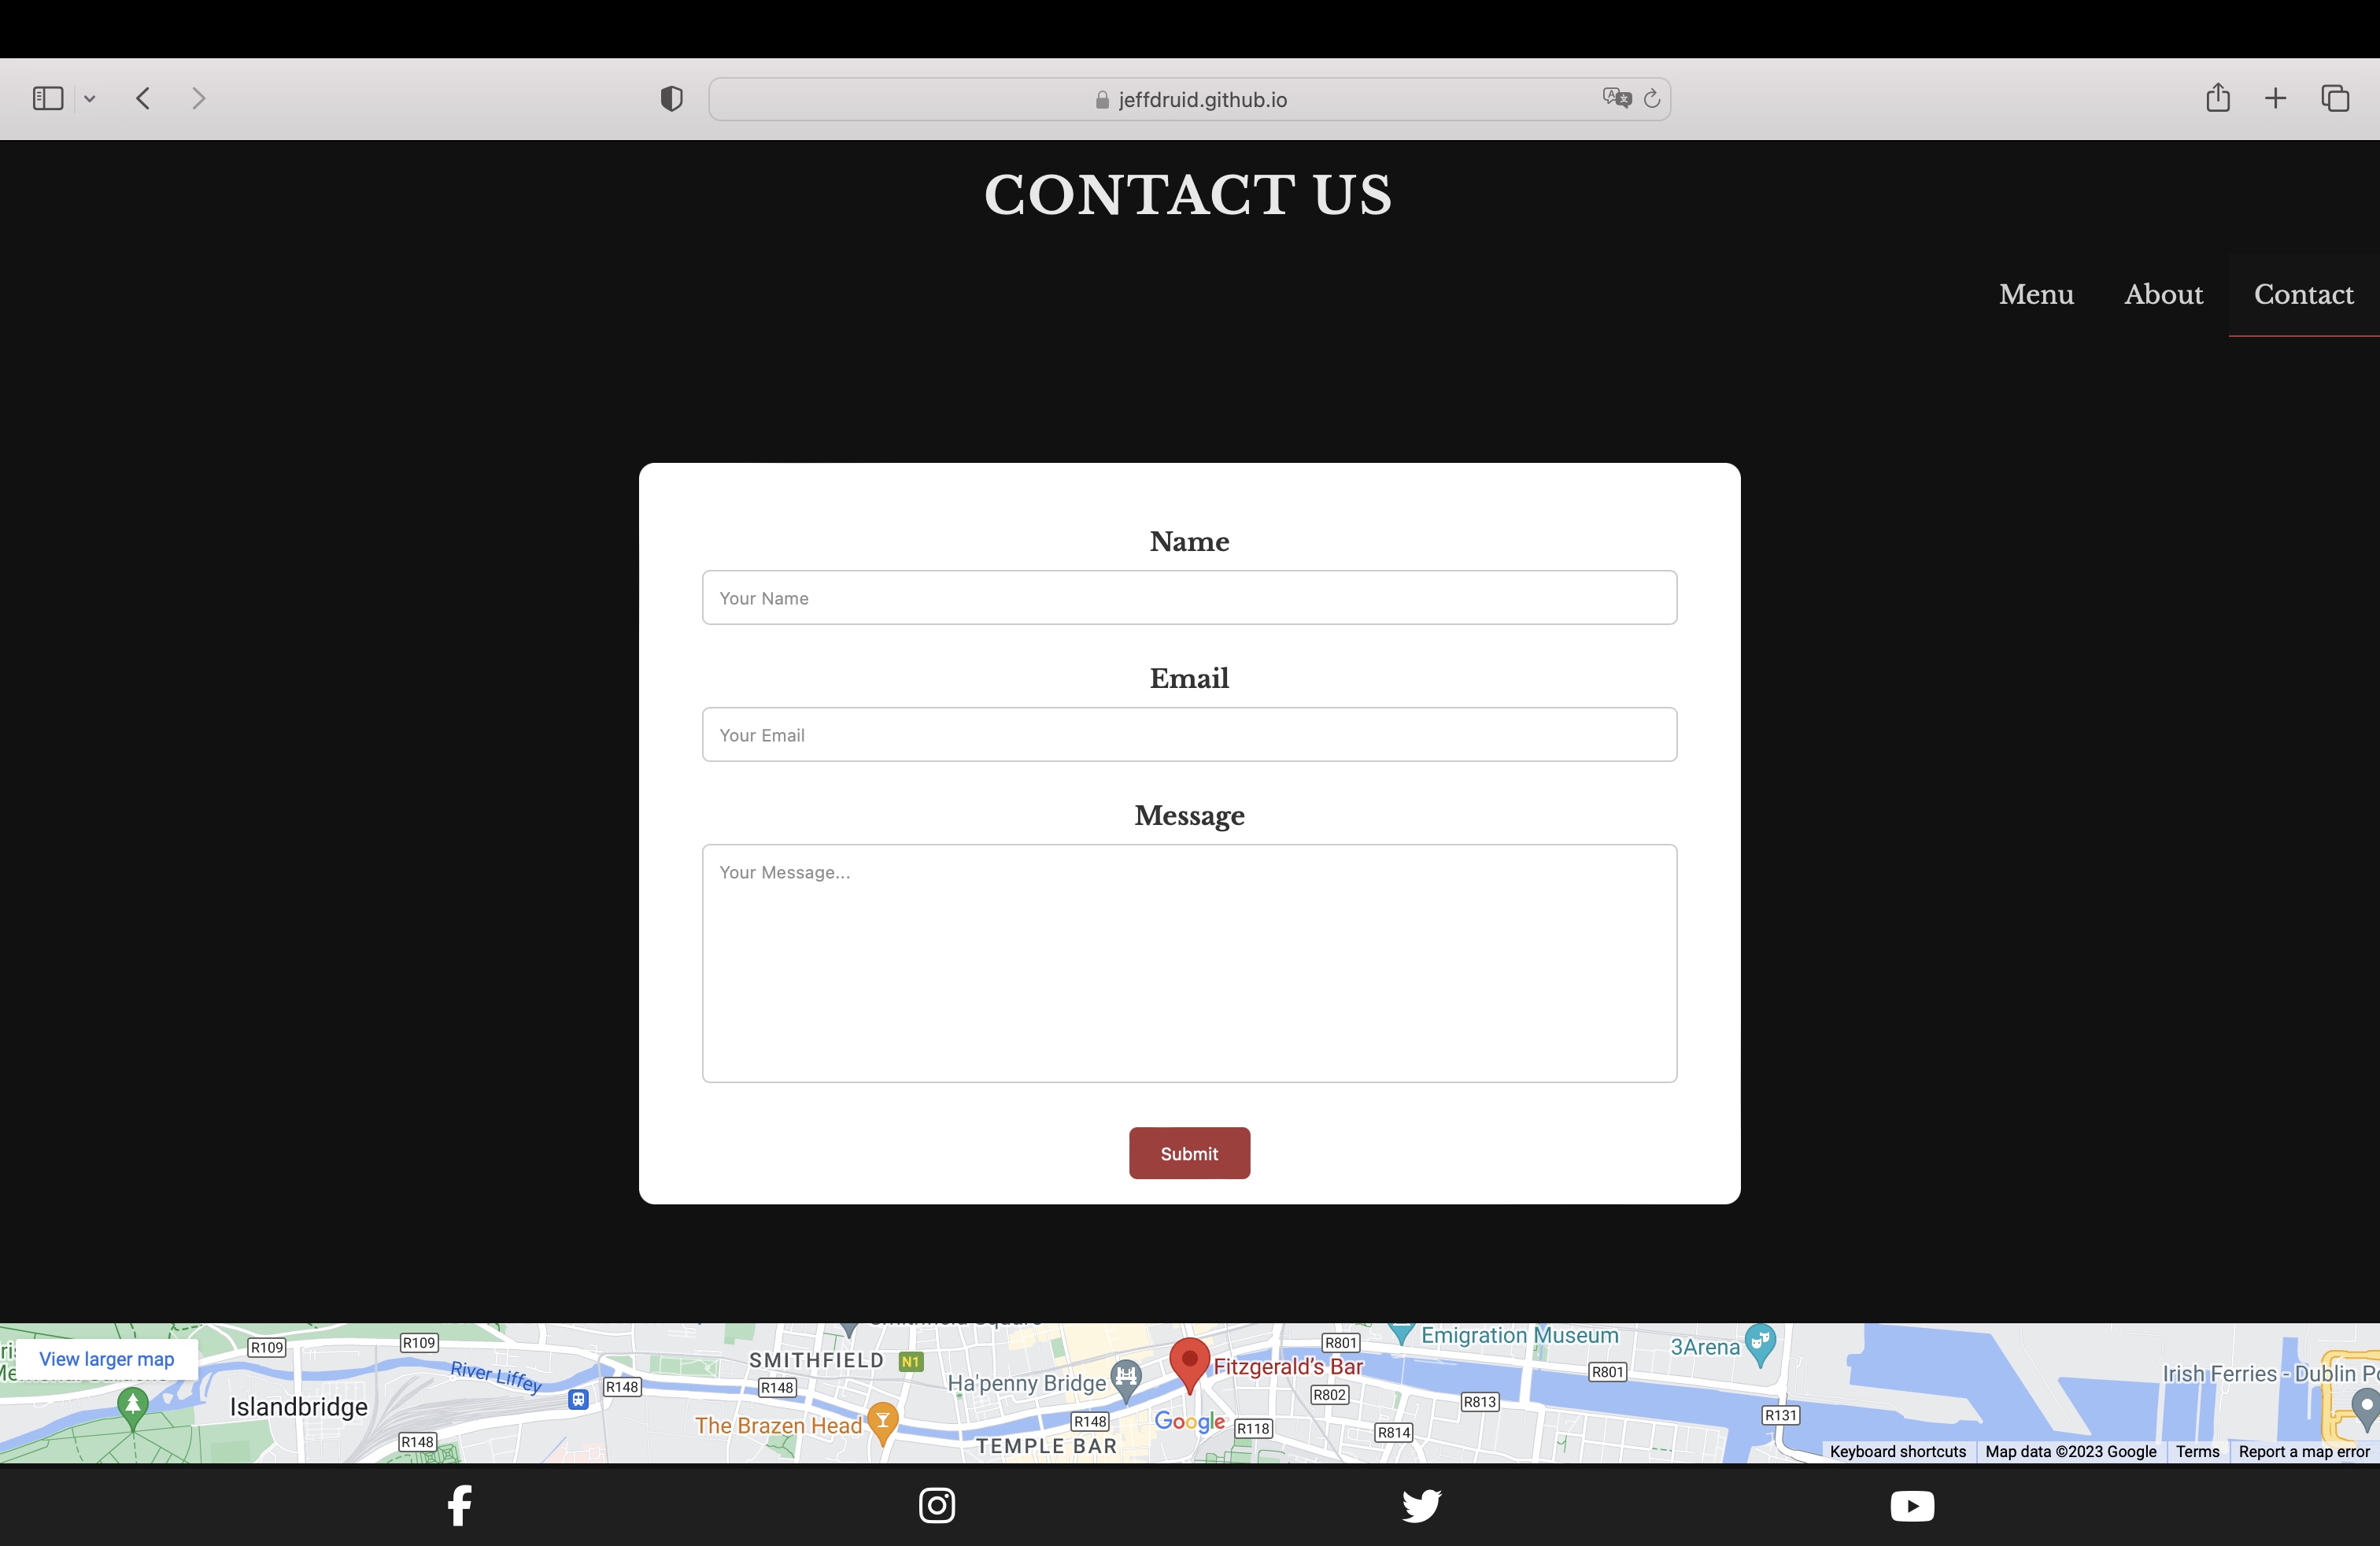 jeffdruid.github.io
CONTACT US
Menu About Contact
Name
Your Name
Email
Your Email
Message
Your Message...
Submit
View larger map
R109
R109
River Liffey
Islandbridge
R148
R148
SMITHFIELD
N1
R148
The Brazen Head
Ha'penny Bridge
R148
TEMPLE BAR
Fitzgerald's Bar
Google
R118
R801
R802
R814
Emigration Museum
R813
R801
3Arena
R131
Irish Ferries - Dublin
Keyboard shortcuts
Map data ©2023 Google
Terms
Report a map error